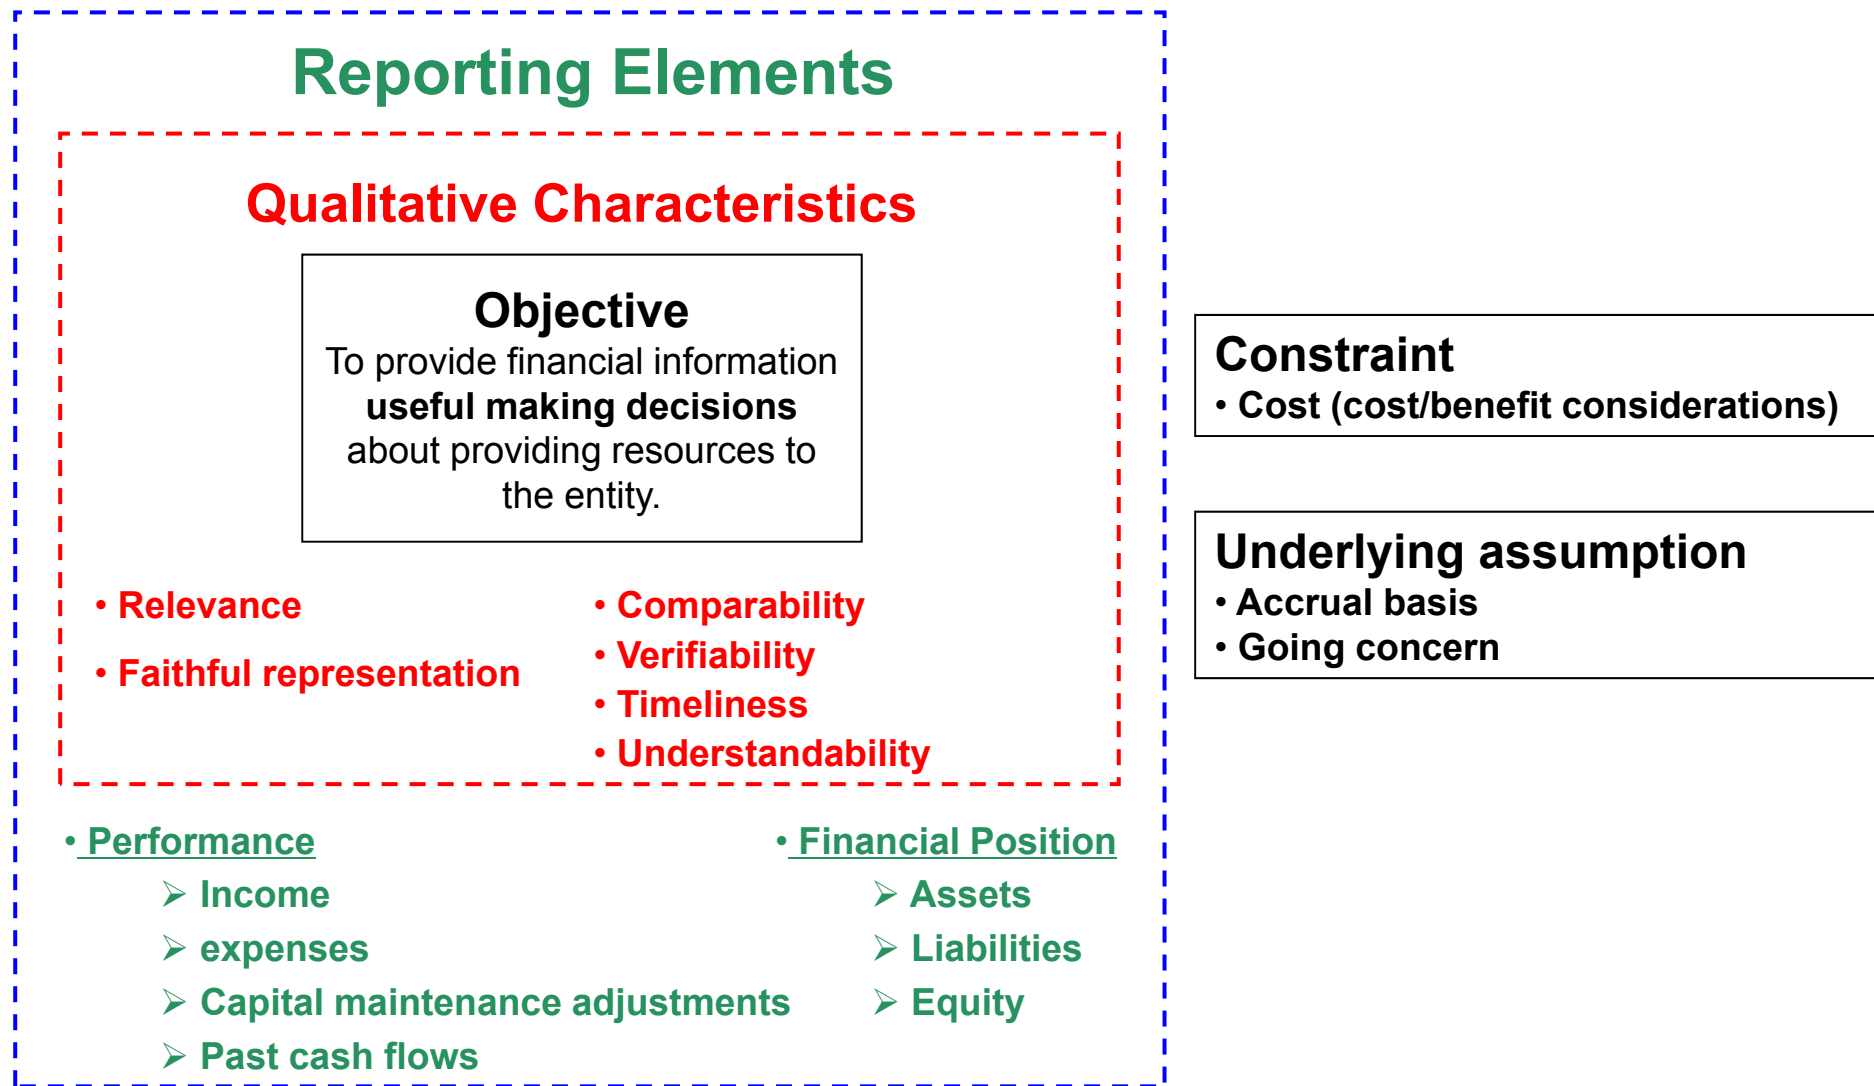 Reporting Elements
Qualitative Characteristics
Objective
To provide financial information
useful making decisions
about providing resources to
the entity.
• Relevance
• Faithful representation
• Comparability
• Verifiability
• Timeliness
• Understandability
• Performance
➢ Income
➢ expenses
➢ Capital maintenance adjustments
➢ Past cash flows
• Financial Position
➢ Assets
➢ Liabilities
➢ Equity
Constraint
• Cost (cost/benefit considerations)
Underlying assumption
• Accrual basis
• Going concern